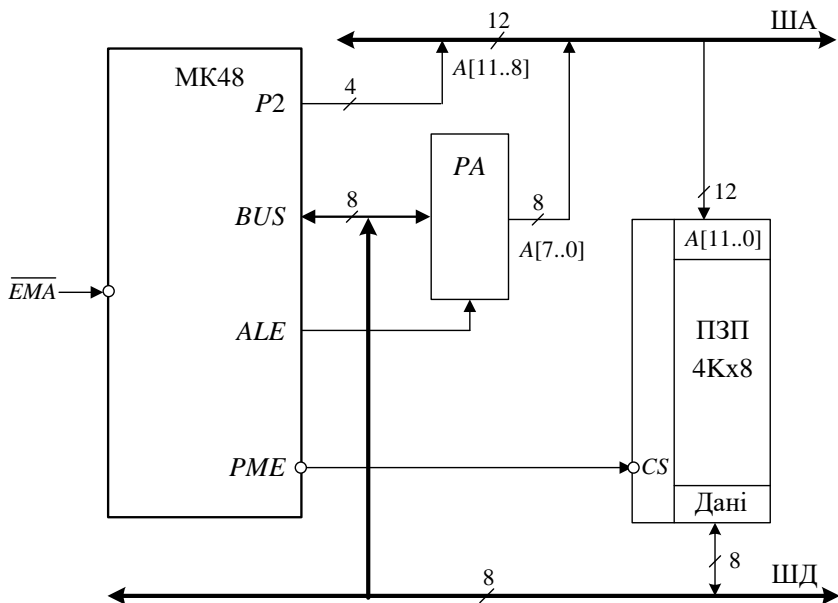 12
ША
МК48
P2
4
A[11..8]
PA
BUS
8
8
A[7..0]
12
A[11..0]
EMA
ALE
ПЗП
4Kx8
PME
CS
Дані
8
8
ШД